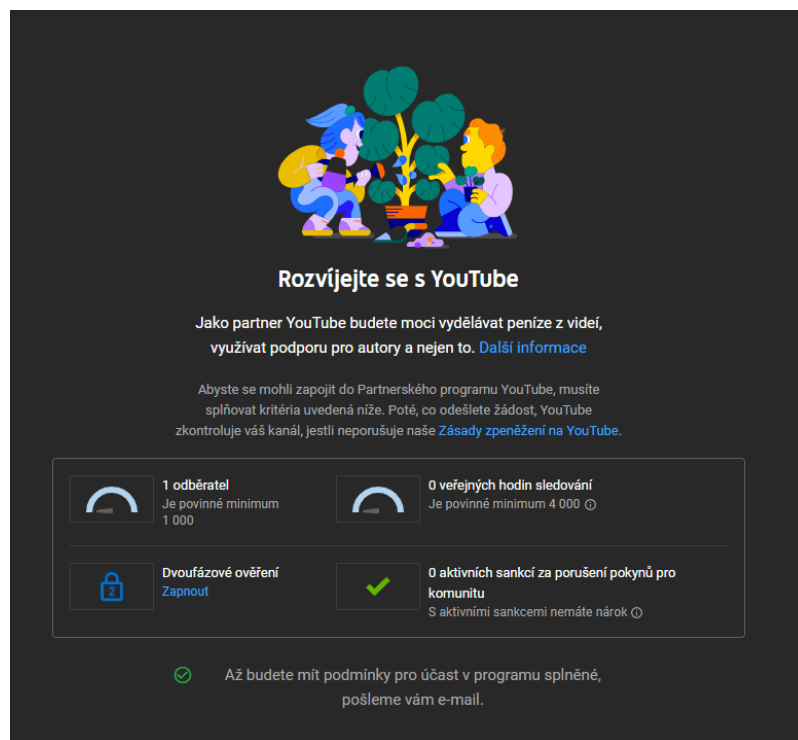 Rozvíjejte se s YouTube
Jako partner YouTube budete moci vydělávat peníze z videí,
využívat podporu pro autory a nejen to. Další informace
Abyste se mohli zapojit do Partnerského programu YouTube, musíte
splňovat kritéria uvedená níže. Poté, co odešlete žádost, YouTube
zkontroluje váš kanál, jestli neporušuje naše Zásady zpeněžení na YouTube.
1 odběratel
Je povinné minimum
1 000
0 veřejných hodin sledování
Je povinné minimum 4 000
2
Dvoufázové ověření
Zapnout
0 aktivních sankcí za porušení pokynů pro
komunitu
S aktivními sankcemi nemáte nárok
Až budete mít podmínky pro účast v programu splněné,
pošleme vám e-mail.